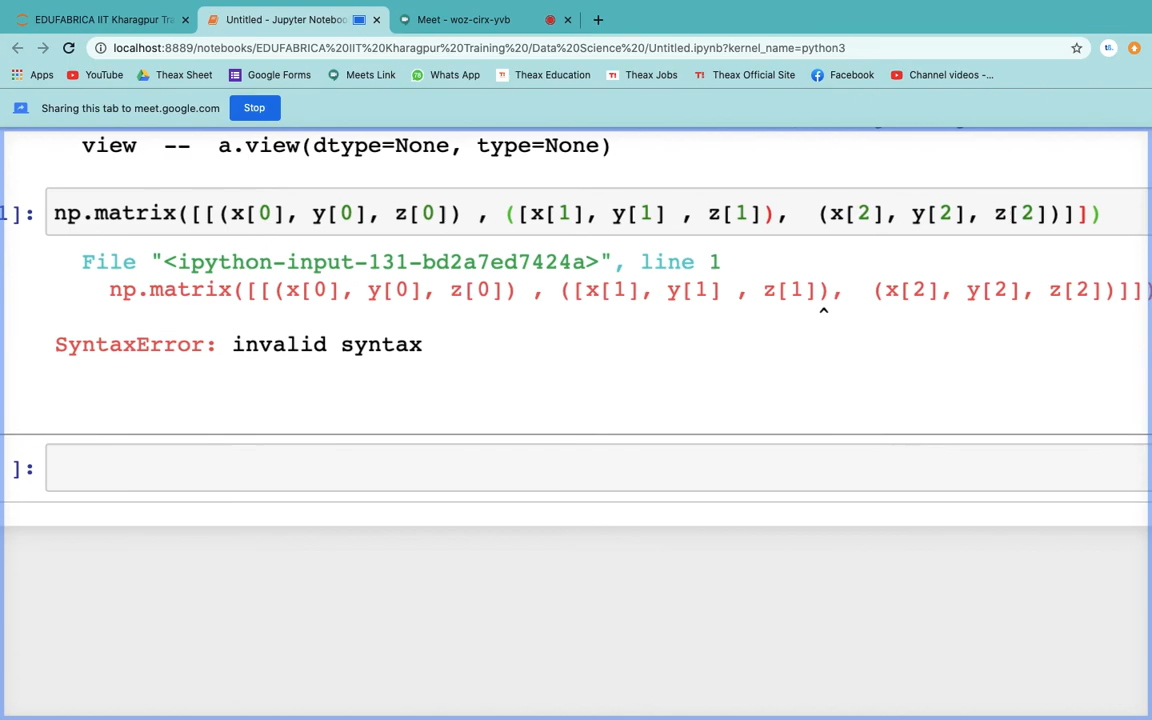 EDUFABRICA IIT Kharagpur Tra
Untitled - Jupyter Noteboo
Meet - woz-cirx-yvb
localhost:8889/notebooks/EDUFABRICA%20IIT%20Kharagpur%20Training%20/Data%20Science%20/Untitled.ipynb?kernel_name=python3
Apps YouTube Theax Sheet Google Forms Meets Link Whats App Theax Education Theax Jobs Theax Official Site Facebook Channel videos -...
Sharing this tab to meet.google.com Stop
view -- a.view(dtype=None, type=None)
1]: np.matrix([[(x[0], y[0], z[0]) , ([x[1], y[1] , z[1]), (x[2], y[2], z[2])]])
File "<ipython-input-131-bd2a7ed7424a>", line 1
np.matrix([[(x[0], y[0], z[0]) , ([x[1], y[1] , z[1]), (x[2], y[2], z[2])]])
^
SyntaxError: invalid syntax
]: